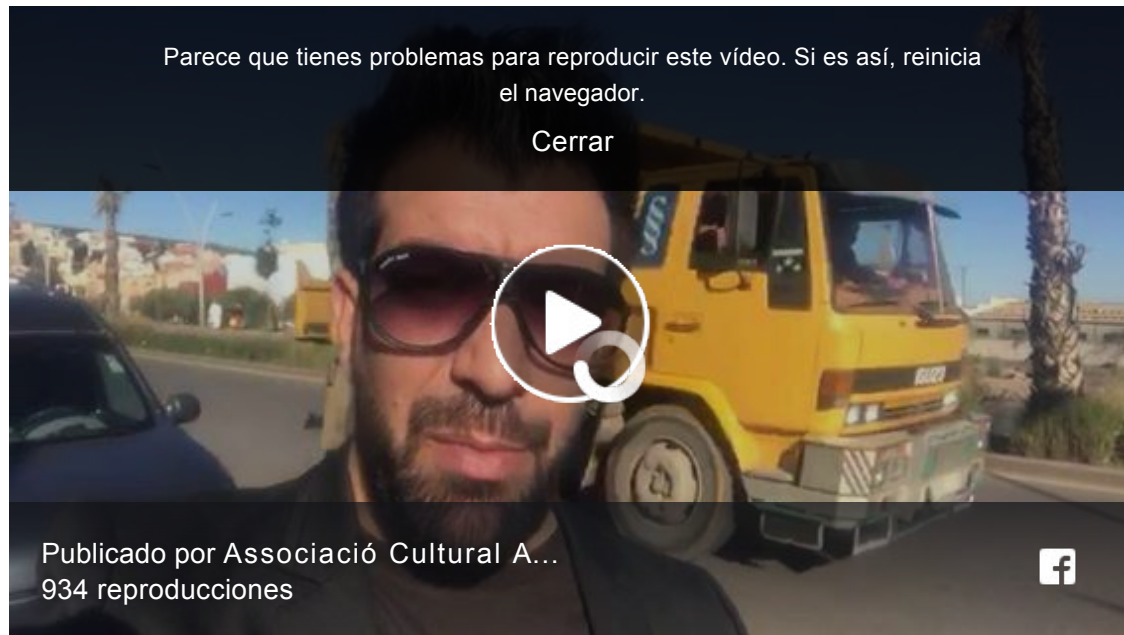 Parece que tienes problemas para reproducir este vídeo. Si es así, reinicia
el navegador.
Cerrar
ISUZU
Publicado por Associació Cultural A...
934 reproducciones